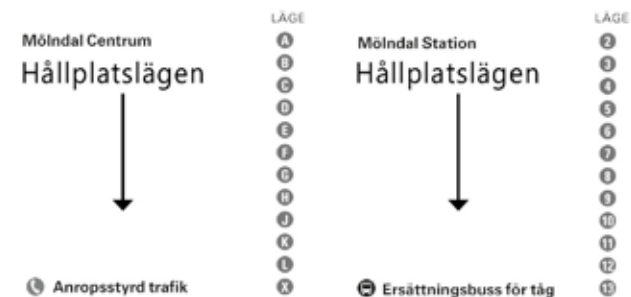 LÄGE
Mölndal Centrum
Hållplatslägen
A
B
C
D
E
F
G
H
J
K
L
X
Anropsstyrd trafik
LÄGE
Mölndal Station
Hållplatslägen
2
3
4
5
6
7
8
9
10
11
12
13
Ersättningsbuss för tåg